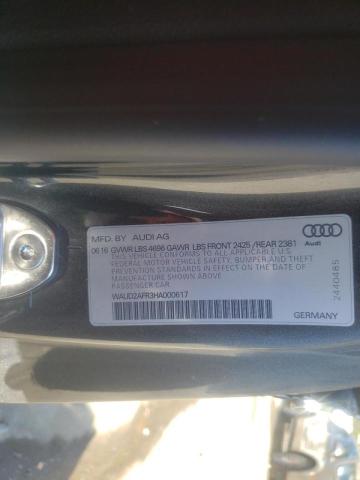 MFD. BY AUDI AG
06 16 GVWR LBS 4696 GAWR LBS FRONT 2425 / REAR 2381
THIS VEHICLE CONFORMS TO ALL APPLICABLE U.S.
FEDERAL MOTOR VEHICLE SAFETY, BUMPER, AND THEFT
PREVENTION STANDARDS IN EFFECT ON THE DATE OF
MANUFACTURE SHOWN ABOVE
PASSENGER CAR
WAUD2AFR3HA000617
Audi
2440485
GERMANY